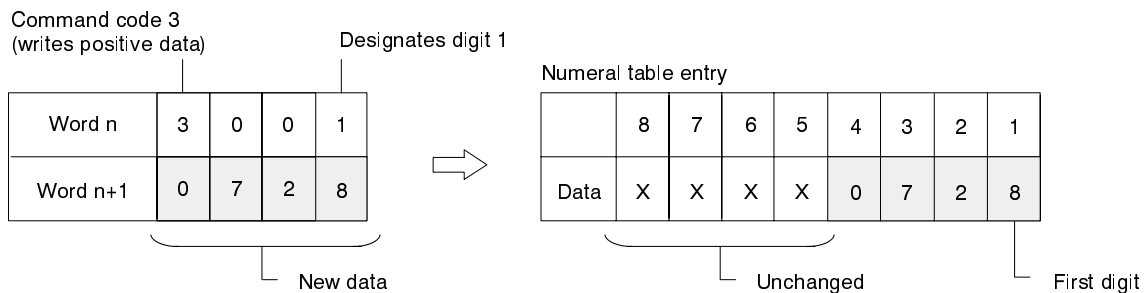 Command code 3
(writes positive data)
Designates digit 1
Numeral table entry
Word n 3 0 0 1
8 7 6 5 4 3 2 1
Word n+1 0 7 2 8
Data X X X X 0 7 2 8
New data
Unchanged
First digit